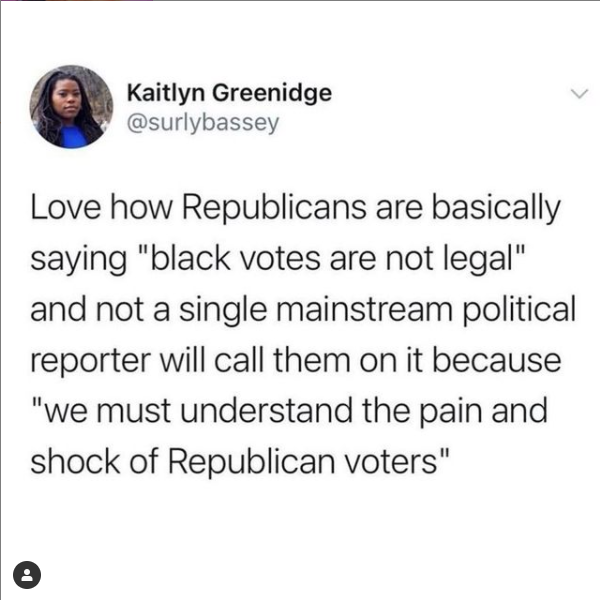 Kaitlyn Greenidge
@surlybassey
Love how Republicans are basically
saying "black votes are not legal"
and not a single mainstream political
reporter will call them on it because
"we must understand the pain and
shock of Republican voters"